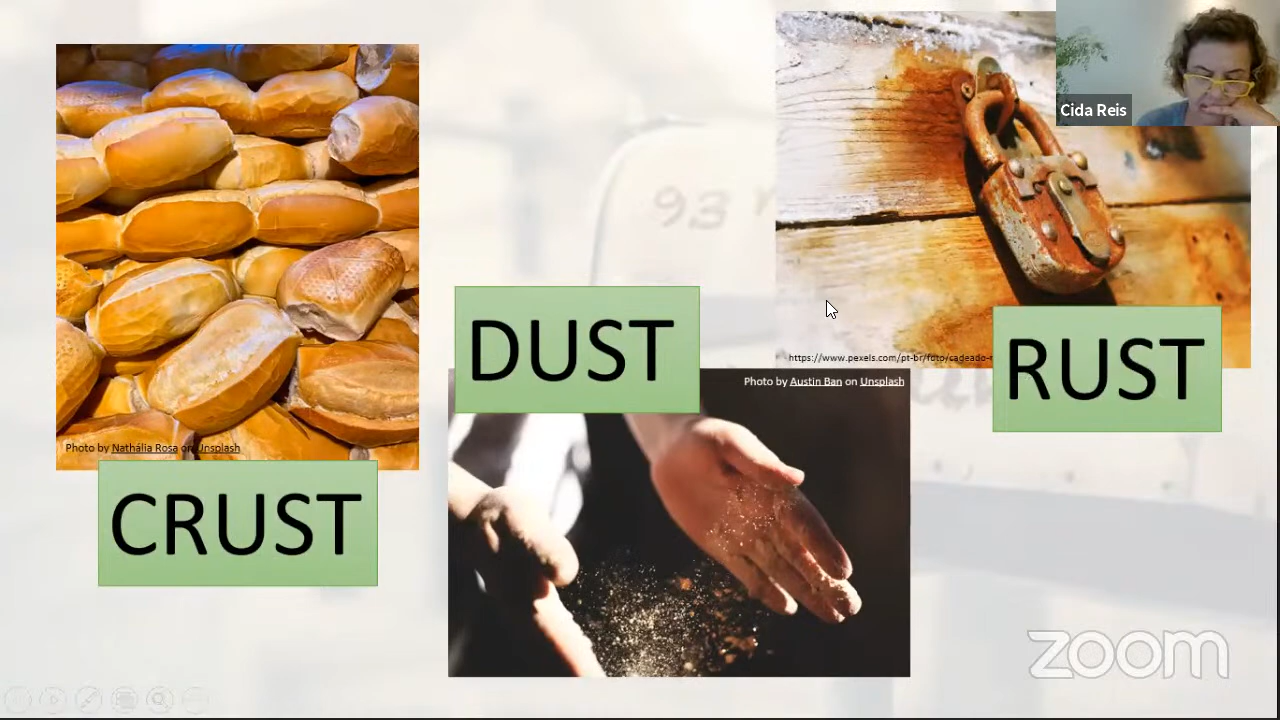 Cida Reis
93
DUST
https://www.pexels.com/pt-br/foto/cadeado-
RUST
Photo by Austin Ban on Unsplash
Photo by Nathália Rosa on Unsplash
CRUST
zoom